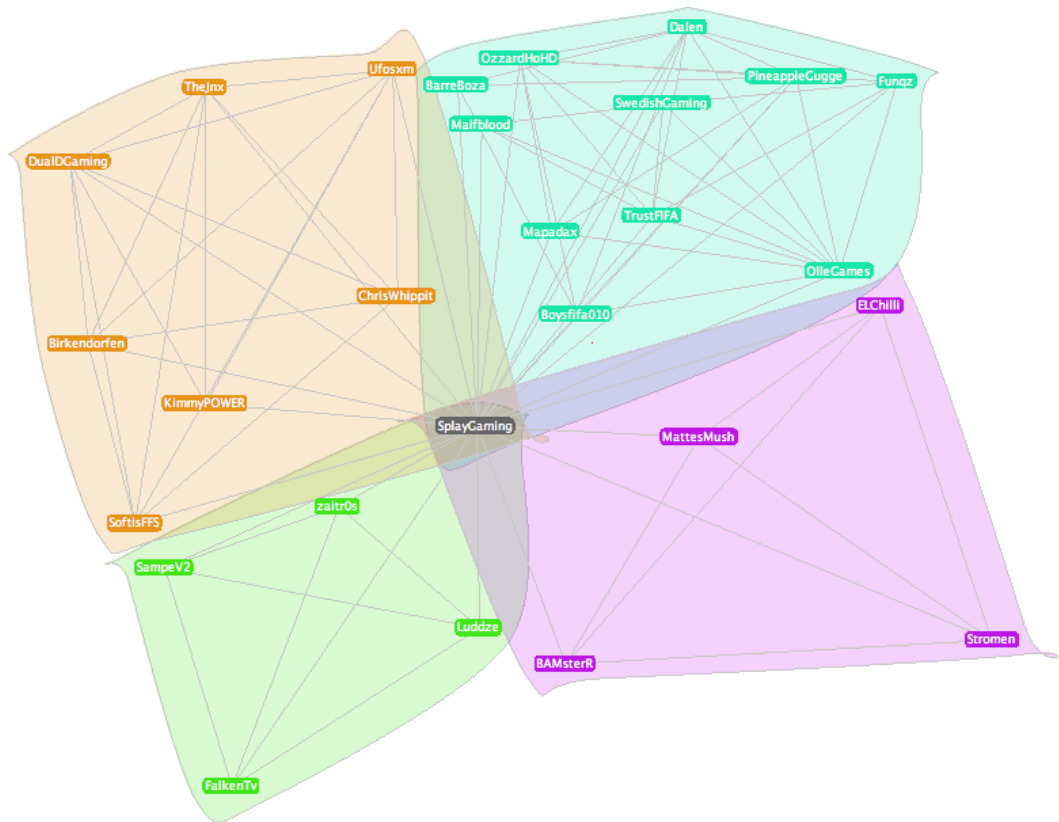 Dalen
OzzardHoHD
Ufosxm
PineappleGugge
Funqz
BarreBoza
TheJnx
SwedishGaming
Maifblood
DualDGaming
TrustFIFA
Mapadax
OlleGames
ChrisWhippit
ELChilli
Boysfifa010
Birkendorfen
KimmyPOWER
SplayGaming
MattesMush
zaitr0s
SoftisFFS
SampeV2
Luddze
Stromen
BAMsterR
FalkenTv